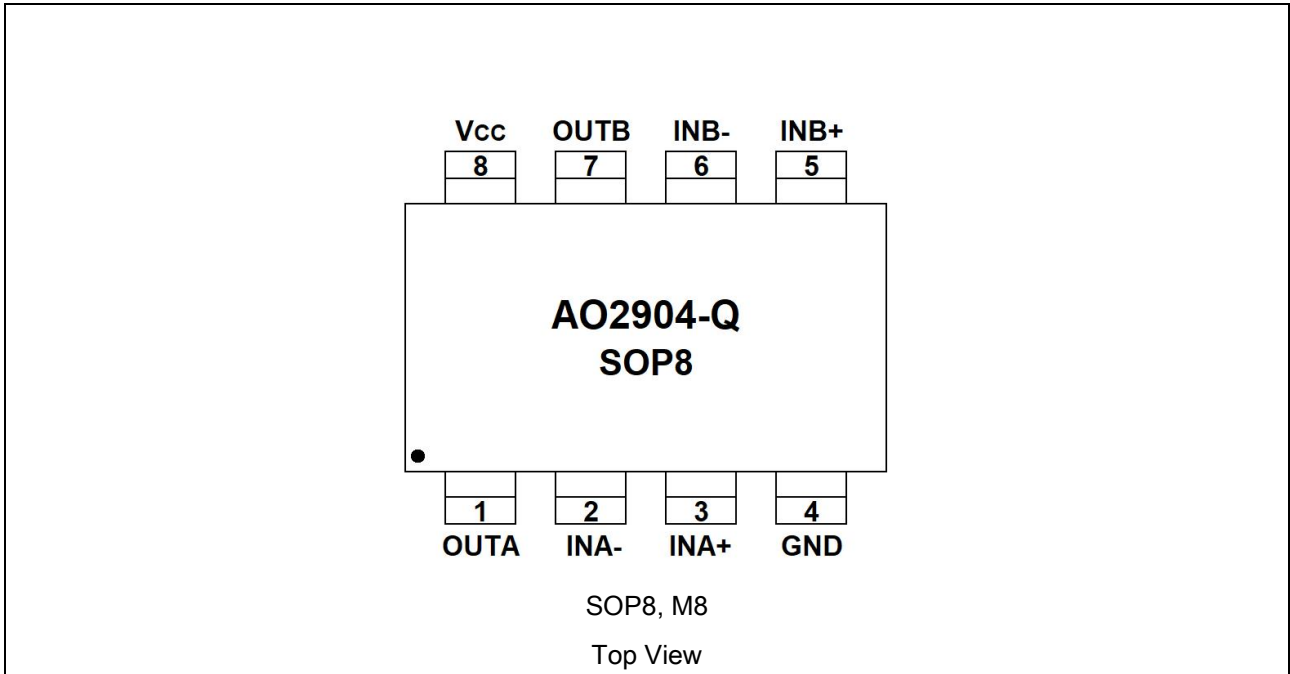 Vcc OUTB INB- INB+
8 7 6 5
AO2904-Q
SOP8
1 2 3 4
OUTA INA- INA+ GND
SOP8, M8
Top View